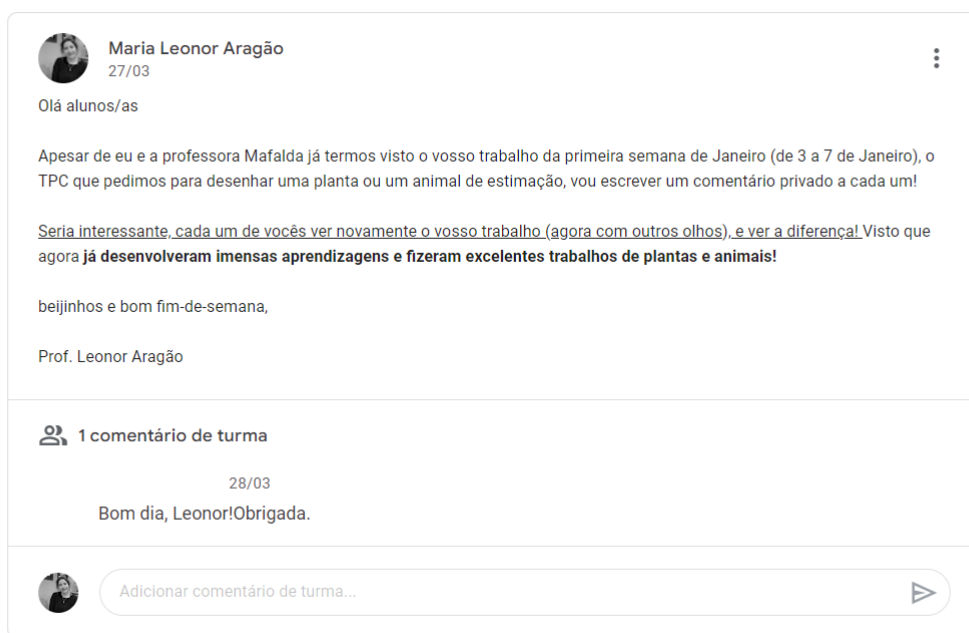 Maria Leonor Aragão
27/03
Olá alunos/as
Apesar de eu e a professora Mafalda já termos visto o vosso trabalho da primeira semana de Janeiro (de 3 a 7 de Janeiro), o
TPC que pedimos para desenhar uma planta ou um animal de estimação, vou escrever um comentário privado a cada um!
Seria interessante, cada um de vocês ver novamente o vosso trabalho (agora com outros olhos), e ver a diferença! Visto que
agora já desenvolveram imensas aprendizagens e fizeram excelentes trabalhos de plantas e animais!
beijinhos e bom fim-de-semana,
Prof. Leonor Aragão
1 comentário de turma
28/03
Bom dia, Leonor!Obrigada.
Adicionar comentário de turma...